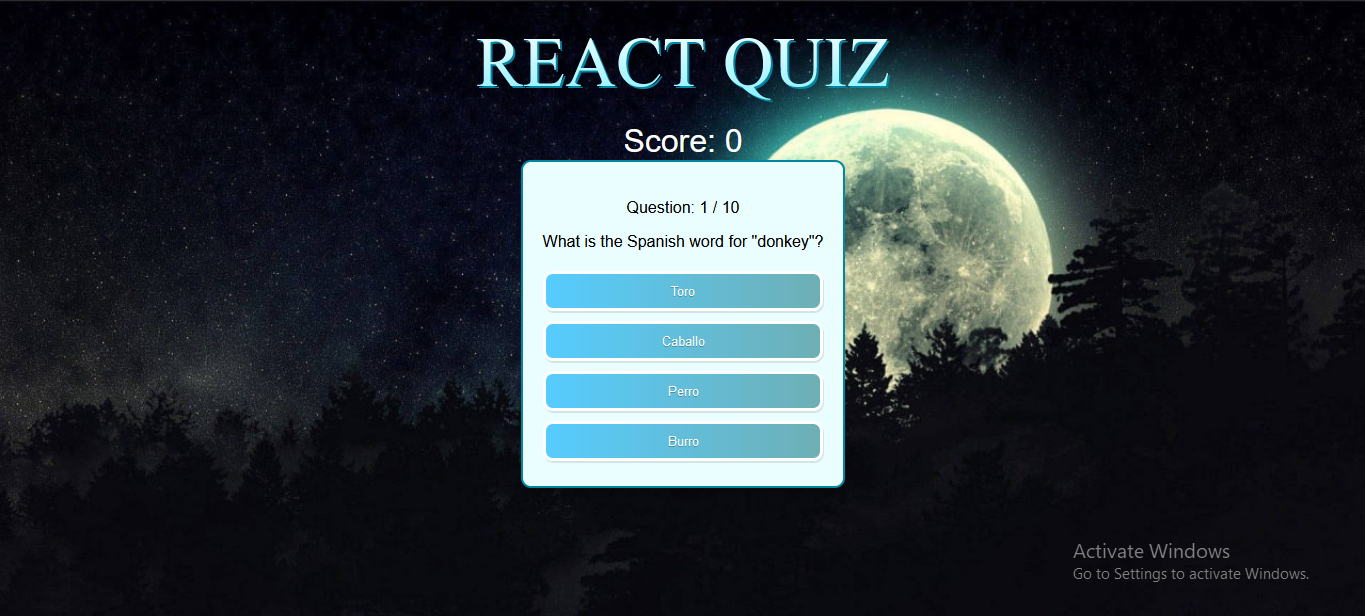 REACT QUIZ
Score: 0
Question: 1 / 10
What is the Spanish word for "donkey"?
Toro
Caballo
Perro
Burro
Activate Windows
Go to Settings to activate Windows.